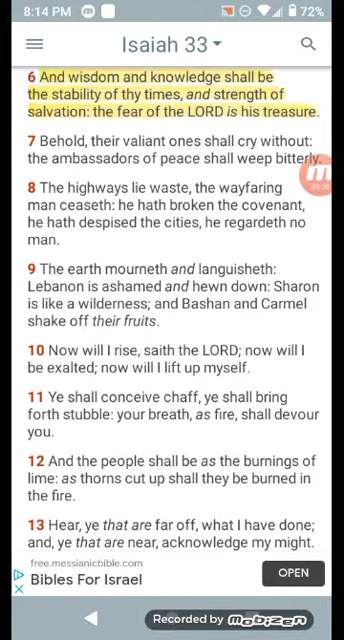 8:14 PM
72%
Isaiah 33
6 And wisdom and knowledge shall be
the stability of thy times, and strength of
salvation: the fear of the LORD is his treasure.
7 Behold, their valiant ones shall cry without:
the ambassadors of peace shall weep bitterly.
8 The highways lie waste, the wayfaring
man ceaseth: he hath broken the covenant,
he hath despised the cities, he regardeth no
man.
9 The earth mourneth and languisheth:
Lebanon is ashamed and hewn down: Sharon
is like a wilderness; and Bashan and Carmel
shake off their fruits.
10 Now will I rise, saith the LORD; now will I
be exalted; now will I lift up myself.
11 Ye shall conceive chaff, ye shall bring
forth stubble: your breath, as fire, shall devour
you.
12 And the people shall be as the burnings of
lime: as thorns cut up shall they be burned in
the fire.
13 Hear, ye that are far off, what I have done;
and, ye that are near, acknowledge my might.
free.messianicbible.com
Bibles For Israel
OPEN
Recorded by mobizen